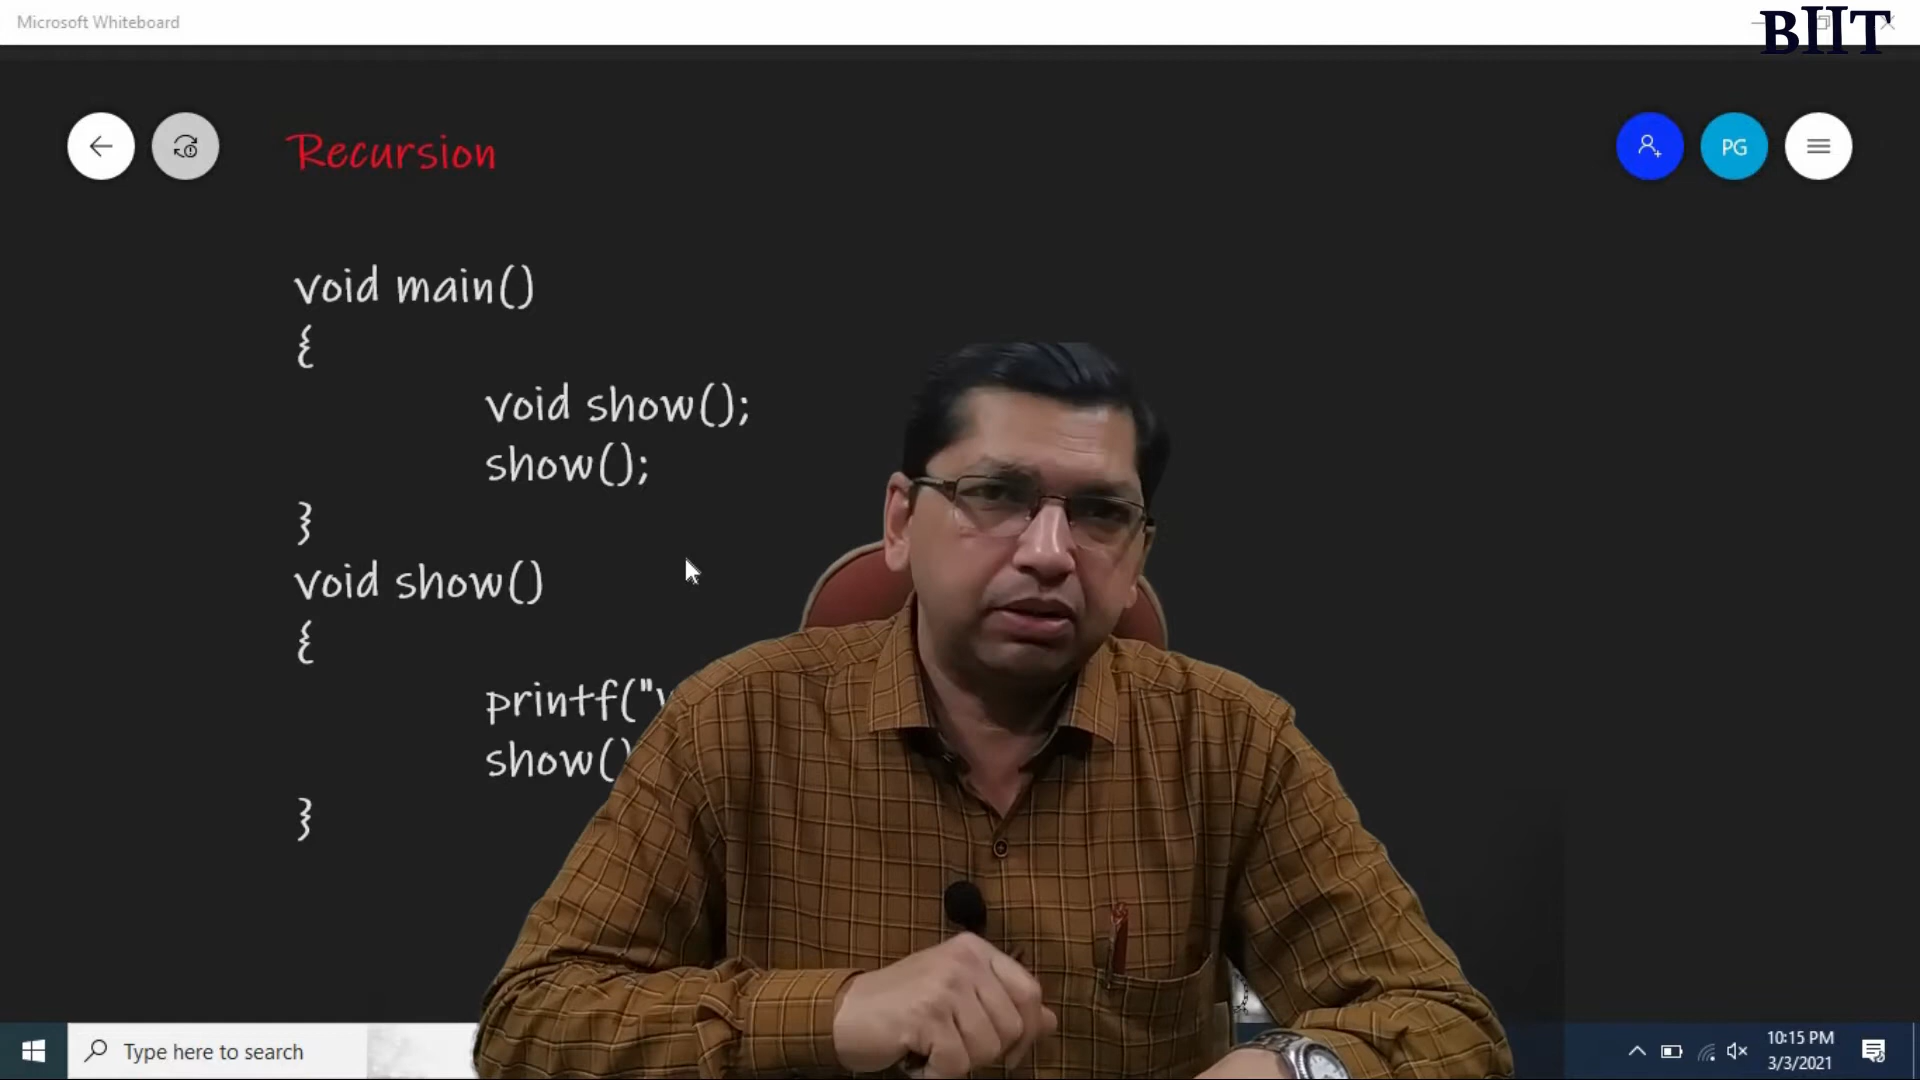 Microsoft Whiteboard
BIIT
Recursion
PG
void main()
{
void show();
show();
}
void show()
{
printf("
show()
}
Type here to search
10:15 PM
3/3/2021